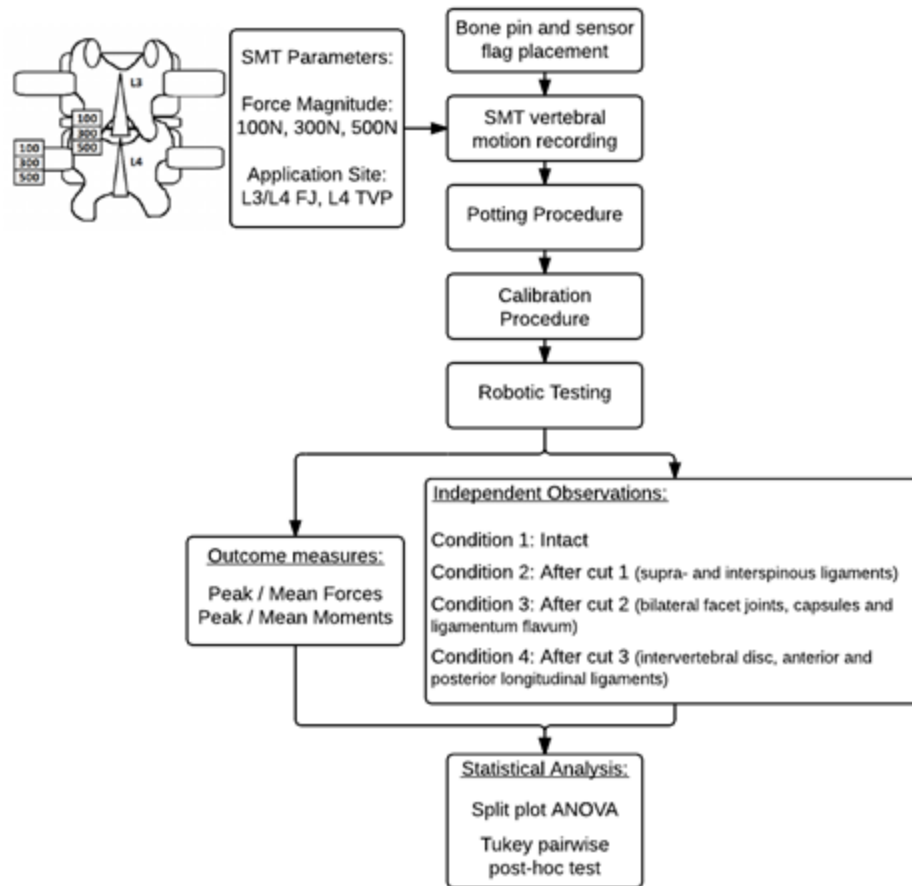 L3
100
300
500
100
300
500
L4
SMT Parameters:
Force Magnitude:
100N, 300N, 500N
Application Site:
L3/L4 FJ, L4 TVP
Bone pin and sensor
flag placement
SMT vertebral
motion recording
Potting Procedure
Calibration
Procedure
Robotic Testing
Outcome measures:
Peak / Mean Forces
Peak / Mean Moments
Independent Observations:
Condition 1: Intact
Condition 2: After cut 1 (supra- and interspinous ligaments)
Condition 3: After cut 2 (bilateral facet joints, capsules and
ligamentum flavum)
Condition 4: After cut 3 (intervertebral disc, anterior and
posterior longitudinal ligaments)
Statistical Analysis:
Split plot ANOVA
Tukey pairwise
post-hoc test